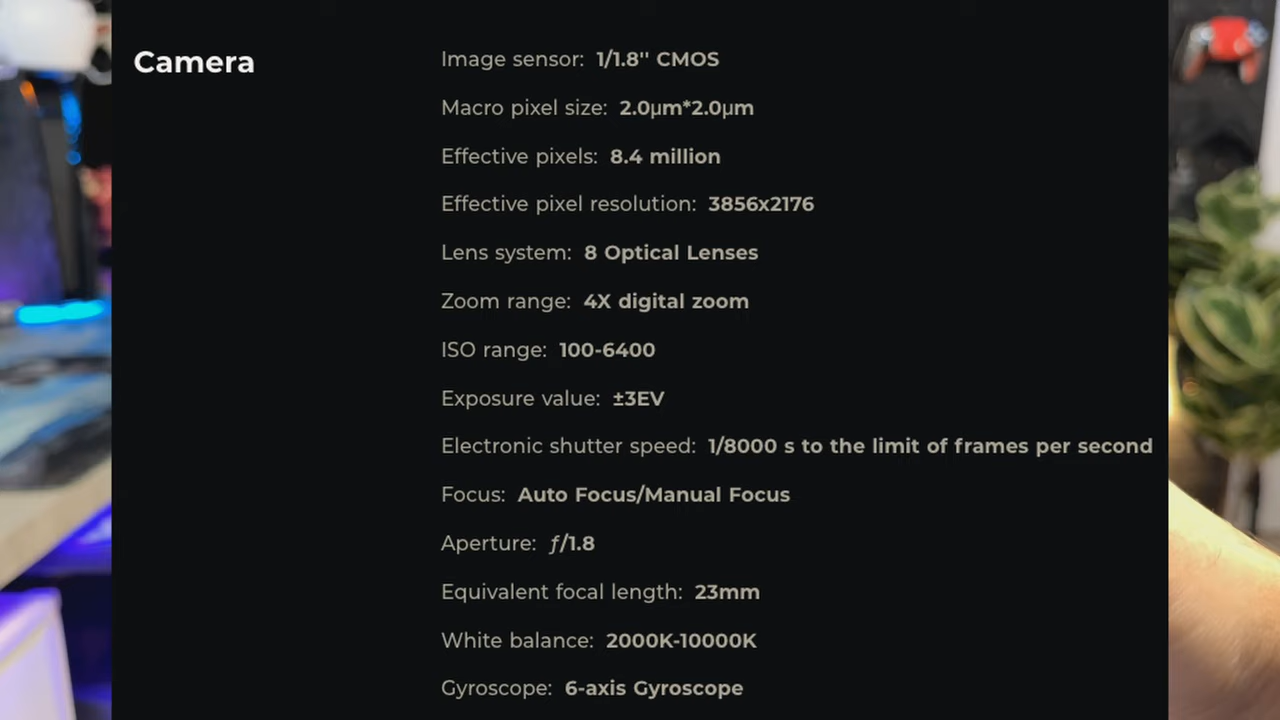 Camera
Image sensor: 1/1.8'' CMOS
Macro pixel size: 2.0μm*2.0μm
Effective pixels: 8.4 million
Effective pixel resolution: 3856x2176
Lens system: 8 Optical Lenses
Zoom range: 4X digital zoom
ISO range: 100-6400
Exposure value: ±3EV
Electronic shutter speed: 1/8000 s to the limit of frames per second
Focus: Auto Focus/Manual Focus
Aperture: ƒ/1.8
Equivalent focal length: 23mm
White balance: 2000K-10000K
Gyroscope: 6-axis Gyroscope